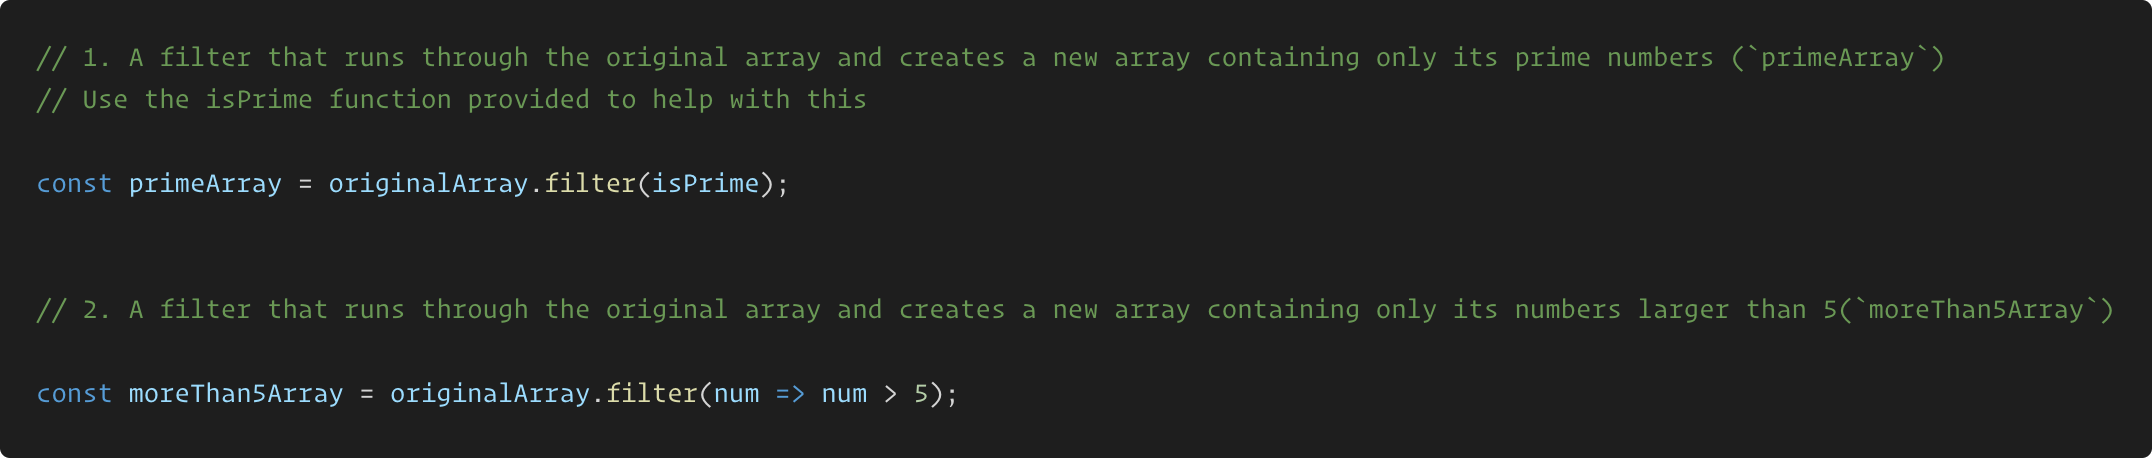 // 1. A filter that runs through the original array and creates a new array containing only its prime numbers (`primeArray`)
// Use the isPrime function provided to help with this
const primeArray = originalArray.filter(isPrime);
// 2. A filter that runs through the original array and creates a new array containing only its numbers larger than 5(`moreThan5Array`)
const moreThan5Array = originalArray.filter(num => num > 5);